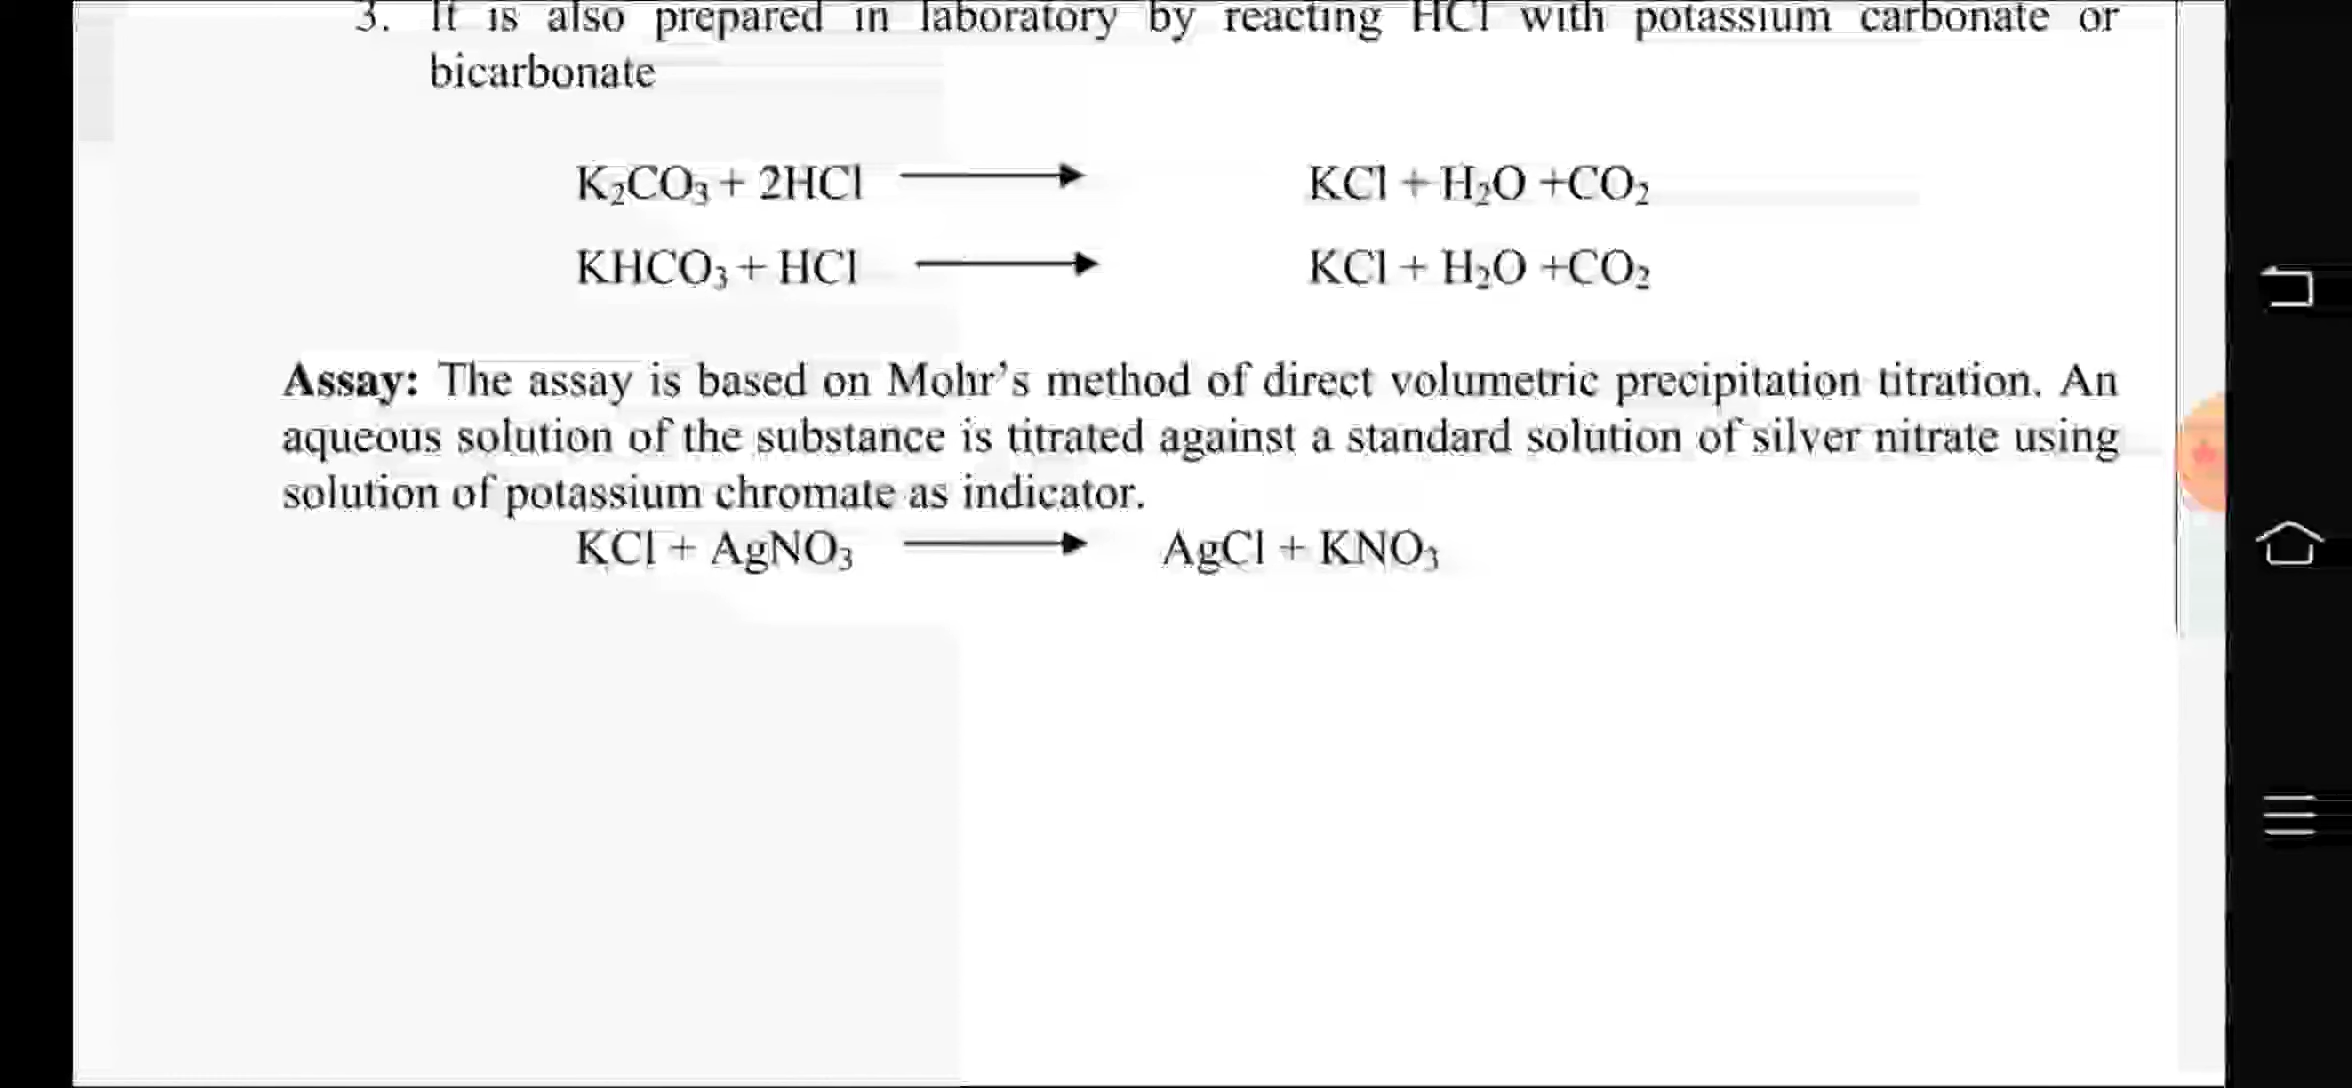 3. It is also prepared in laboratory by reacting HCl with potassium carbonate or
bicarbonate
K₂CO₃ + 2HCl ⟶ KCl + H₂O +CO₂
KHCO₃ + HCl ⟶ KCl + H₂O +CO₂
Assay: The assay is based on Mohr's method of direct volumetric precipitation titration. An
aqueous solution of the substance is titrated against a standard solution of silver nitrate using
solution of potassium chromate as indicator.
KCl + AgNO₃ ⟶ AgCl + KNO₃